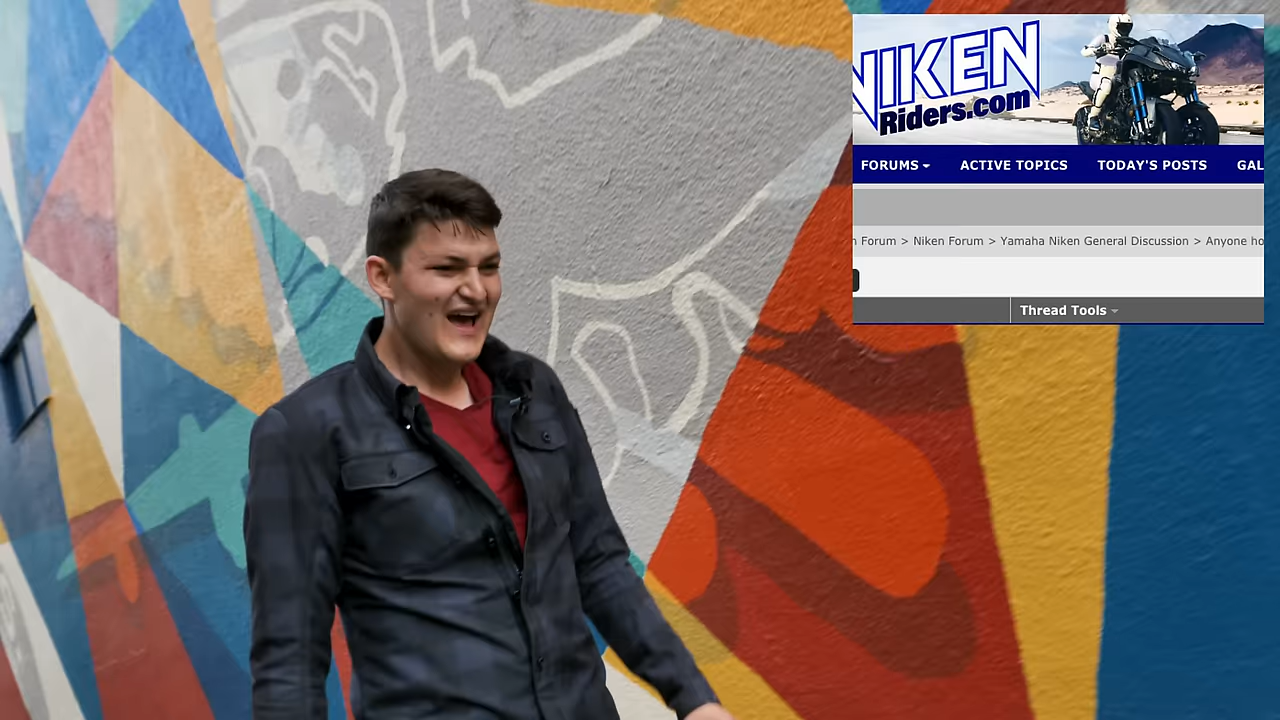 NIKEN
Riders.com
FORUMS ACTIVE TOPICS TODAY'S POSTS GAL
n Forum > Niken Forum > Yamaha Niken General Discussion > Anyone ho
Thread Tools